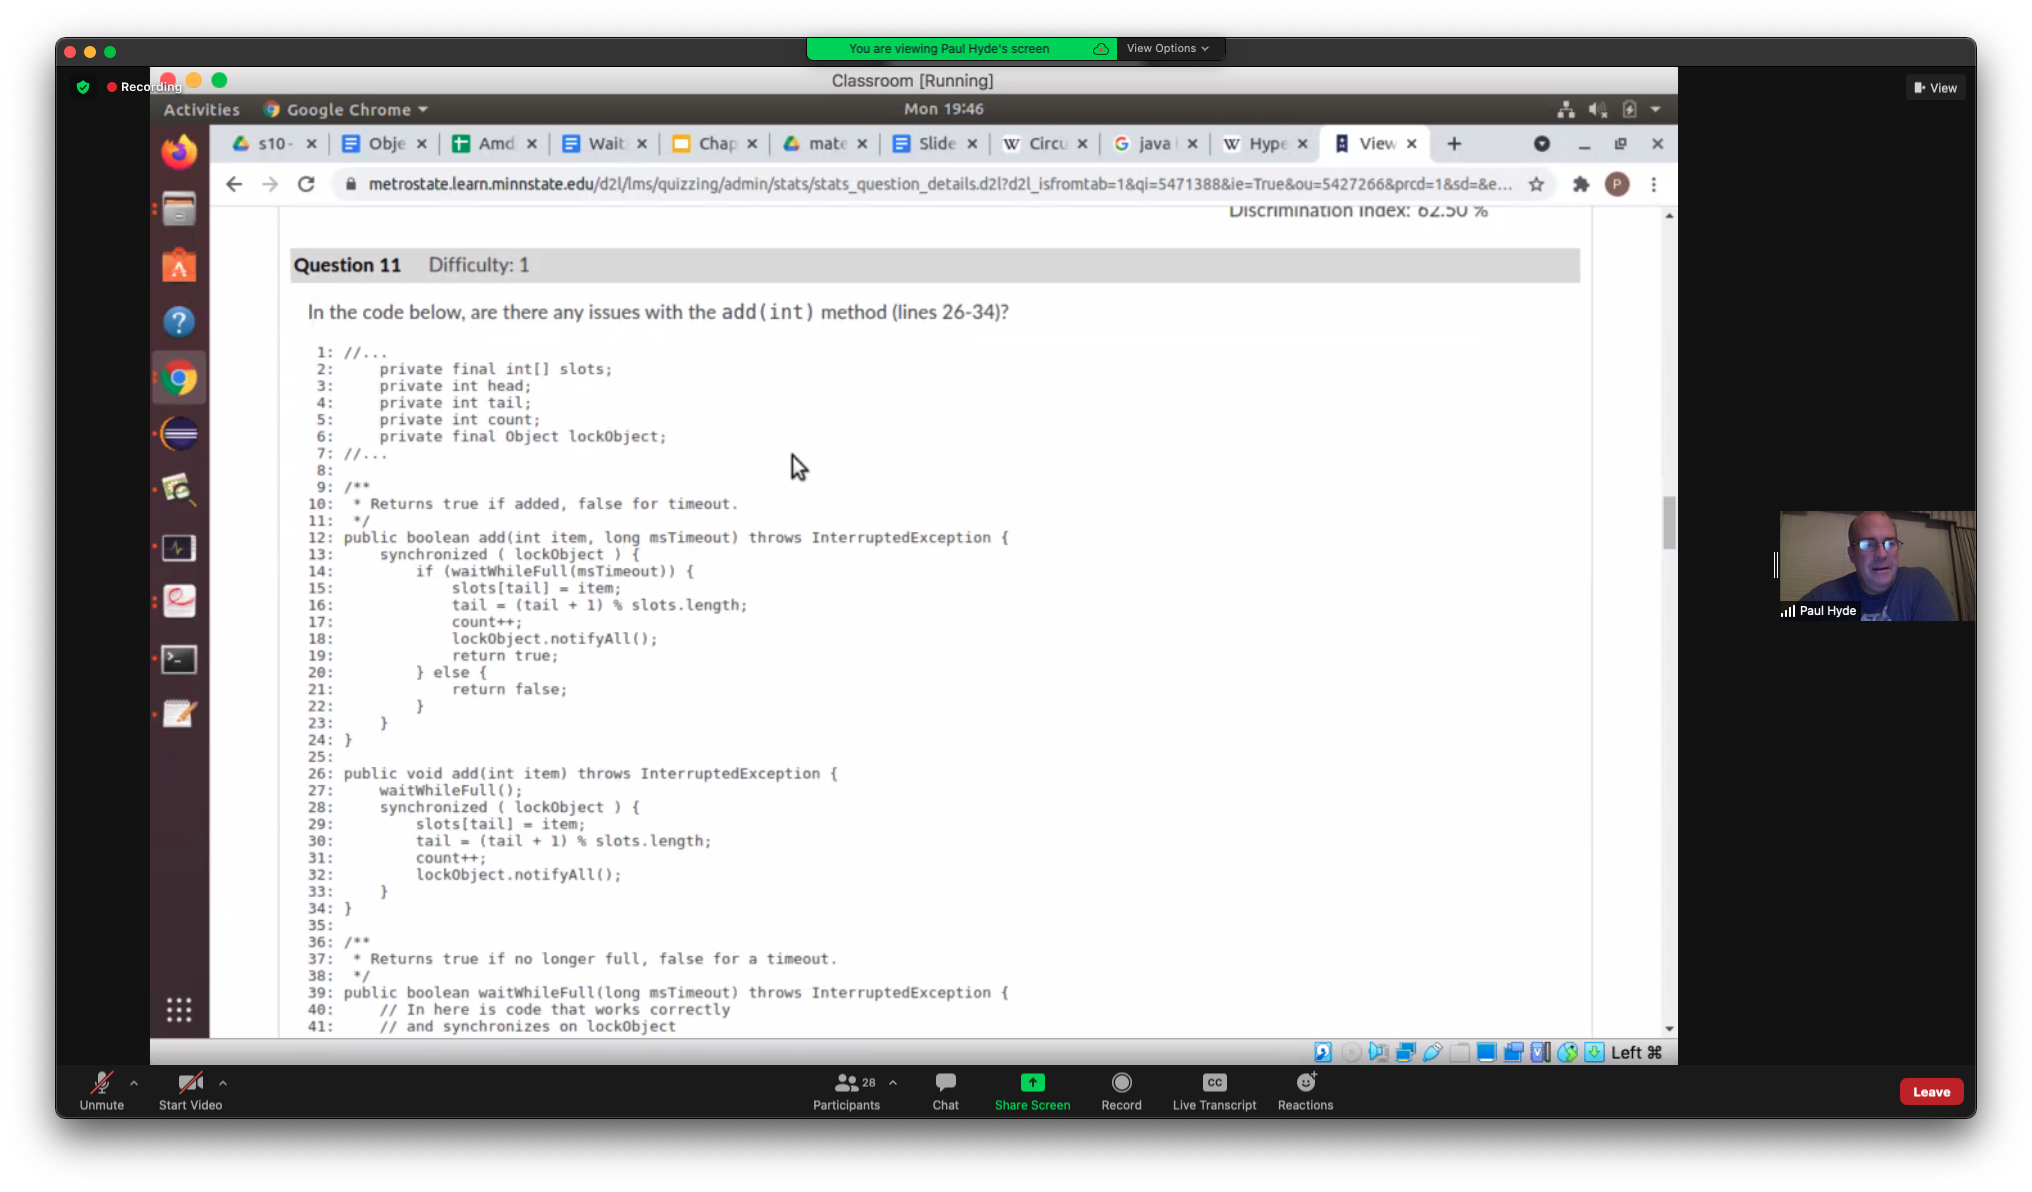 You are viewing Paul Hyde's screen
View Options
Recording
Classroom [Running]
View
Activities
Google Chrome
Mon 19:46
s10-
Obje
Amd
Wait
Chap
mate
Slide
Circu
java
Hype
View
metrostate.learn.minnstate.edu/d2l/lms/quizzing/admin/stats/stats_question_details.d2l?d2l_isfromtab=1&qi=5471388&ie=True&ou=5427266&prcd=1&sd=&e...
P
Discrimination Index: 62.50 %
Question 11 Difficulty: 1
In the code below, are there any issues with the add(int) method (lines 26-34)?
1: //...
2: private final int[] slots;
3: private int head;
4: private int tail;
5: private int count;
6: private final Object lockObject;
7: //...
8:
9: /**
10: * Returns true if added, false for timeout.
11: */
12: public boolean add(int item, long msTimeout) throws InterruptedException {
13: synchronized ( lockObject ) {
14: if (waitWhileFull(msTimeout)) {
15: slots[tail] = item;
16: tail = (tail + 1) % slots.length;
17: count++;
18: lockObject.notifyAll();
19: return true;
20: } else {
21: return false;
22: }
23: }
24: }
25:
26: public void add(int item) throws InterruptedException {
27: waitWhileFull();
28: synchronized ( lockObject ) {
29: slots[tail] = item;
30: tail = (tail + 1) % slots.length;
31: count++;
32: lockObject.notifyAll();
33: }
34: }
35:
36: /**
37: * Returns true if no longer full, false for a timeout.
38: */
39: public boolean waitWhileFull(long msTimeout) throws InterruptedException {
40: // In here is code that works correctly
41: // and synchronizes on lockObject
Paul Hyde
Left ⌘
Unmute
Start Video
28
Participants
Chat
Share Screen
Record
CC
Live Transcript
Reactions
Leave